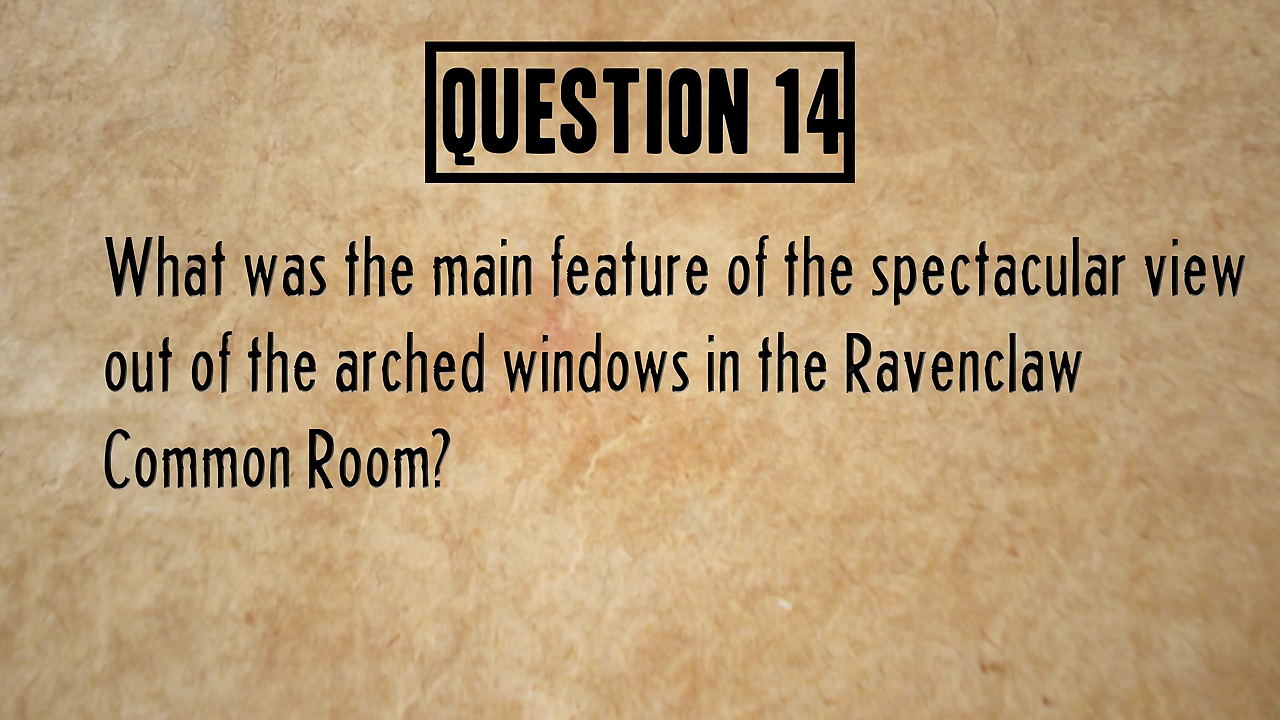 QUESTION 14
What was the main feature of the spectacular view
out of the arched windows in the Ravenclaw
Common Room?